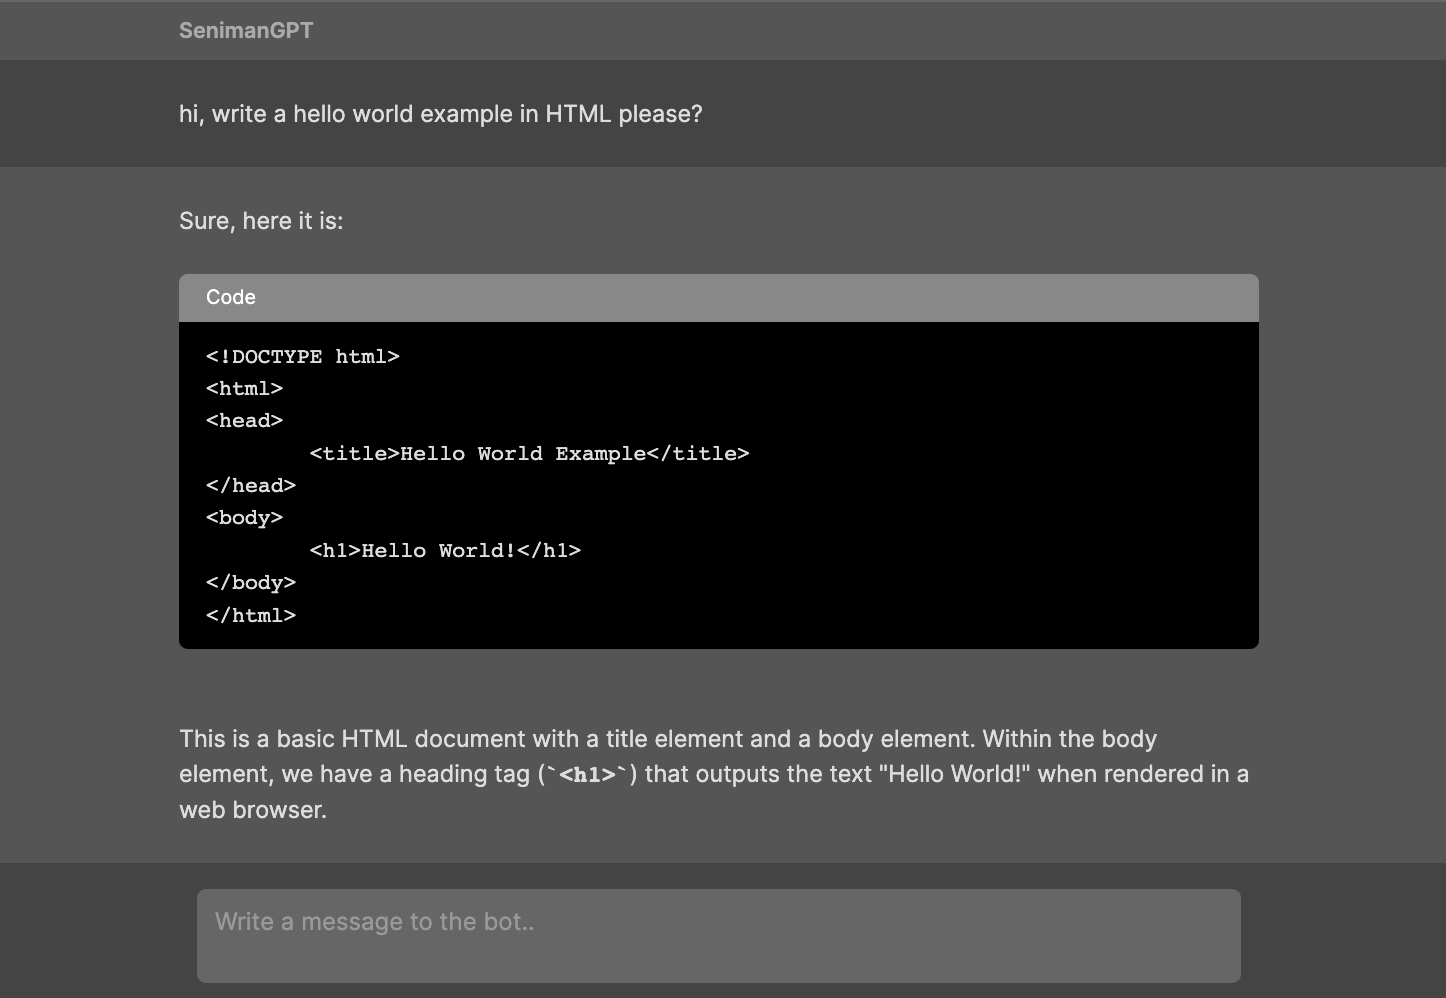 SenimanGPT
hi, write a hello world example in HTML please?
Sure, here it is:
Code
<!DOCTYPE html>
<html>
<head>
        <title>Hello World Example</title>
</head>
<body>
        <h1>Hello World!</h1>
</body>
</html>
This is a basic HTML document with a title element and a body element. Within the body
element, we have a heading tag (`<h1>`) that outputs the text "Hello World!" when rendered in a
web browser.
Write a message to the bot..